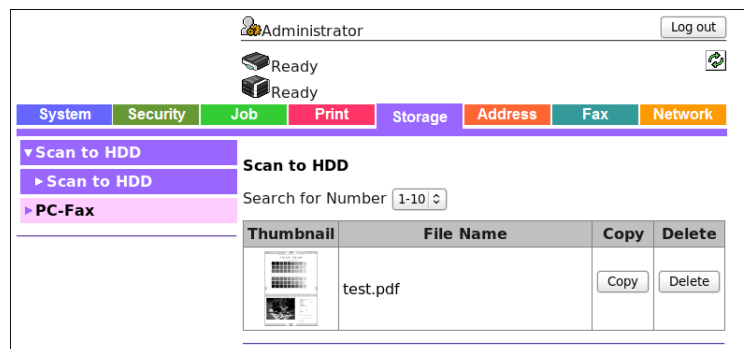 Administrator Log out
Ready
Ready
System Security Job Print Storage Address Fax Network
▼Scan to HDD
▶Scan to HDD
▶PC-Fax
Scan to HDD
Search for Number 1-10
Thumbnail File Name Copy Delete
test.pdf Copy Delete